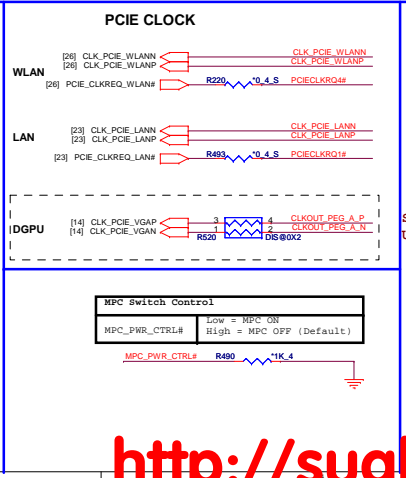 PCIE CLOCK
WLAN
[26] CLK_PCIE_WLANN CLK_PCIE_WLANN
[26] CLK_PCIE_WLANP CLK_PCIE_WLANP
[26] PCIE_CLKREQ_WLAN# R220 *0_4_S PCIECLKRQ4#
LAN
[23] CLK_PCIE_LANN CLK_PCIE_LANN
[23] CLK_PCIE_LANP CLK_PCIE_LANP
[23] PCIE_CLKREQ_LAN# R493 *0_4_S PCIECLKRQ1#
DGPU
[14] CLK_PCIE_VGAP 3 4 CLKOUT_PEG_A_P
[14] CLK_PCIE_VGAN 1 2 CLKOUT_PEG_A_N
R520 DIS@0X2
MPC Switch Control
MPC_PWR_CTRL#
Low = MPC ON
High = MPC OFF (Default)
MPC_PWR_CTRL# R490 *1K_4